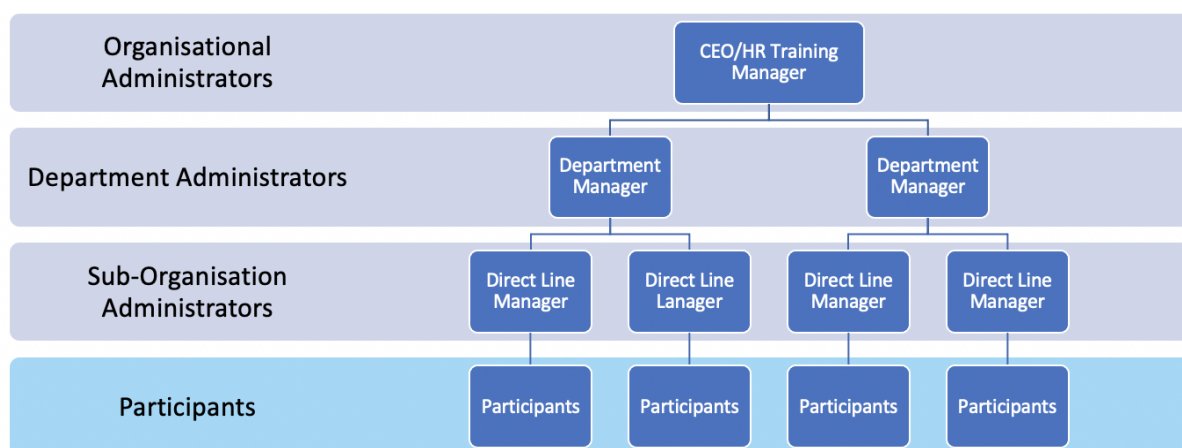 Organisational
Administrators
CEO/HR Training
Manager
Department Administrators
Department
Manager
Department
Manager
Sub-Organisation
Administrators
Direct Line
Manager
Direct Line
Lanager
Direct Line
Manager
Direct Line
Manager
Participants
Participants
Participants
Participants
Participants